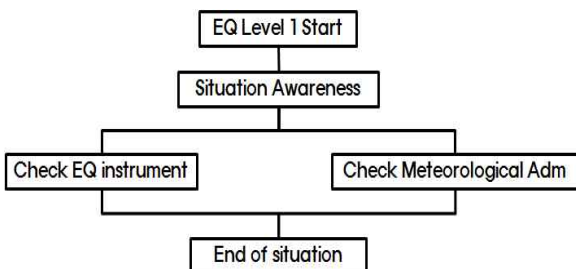 EQ Level 1 Start
Situation Awareness
Check EQ instrument
Check Meteorological Adm
End of situation